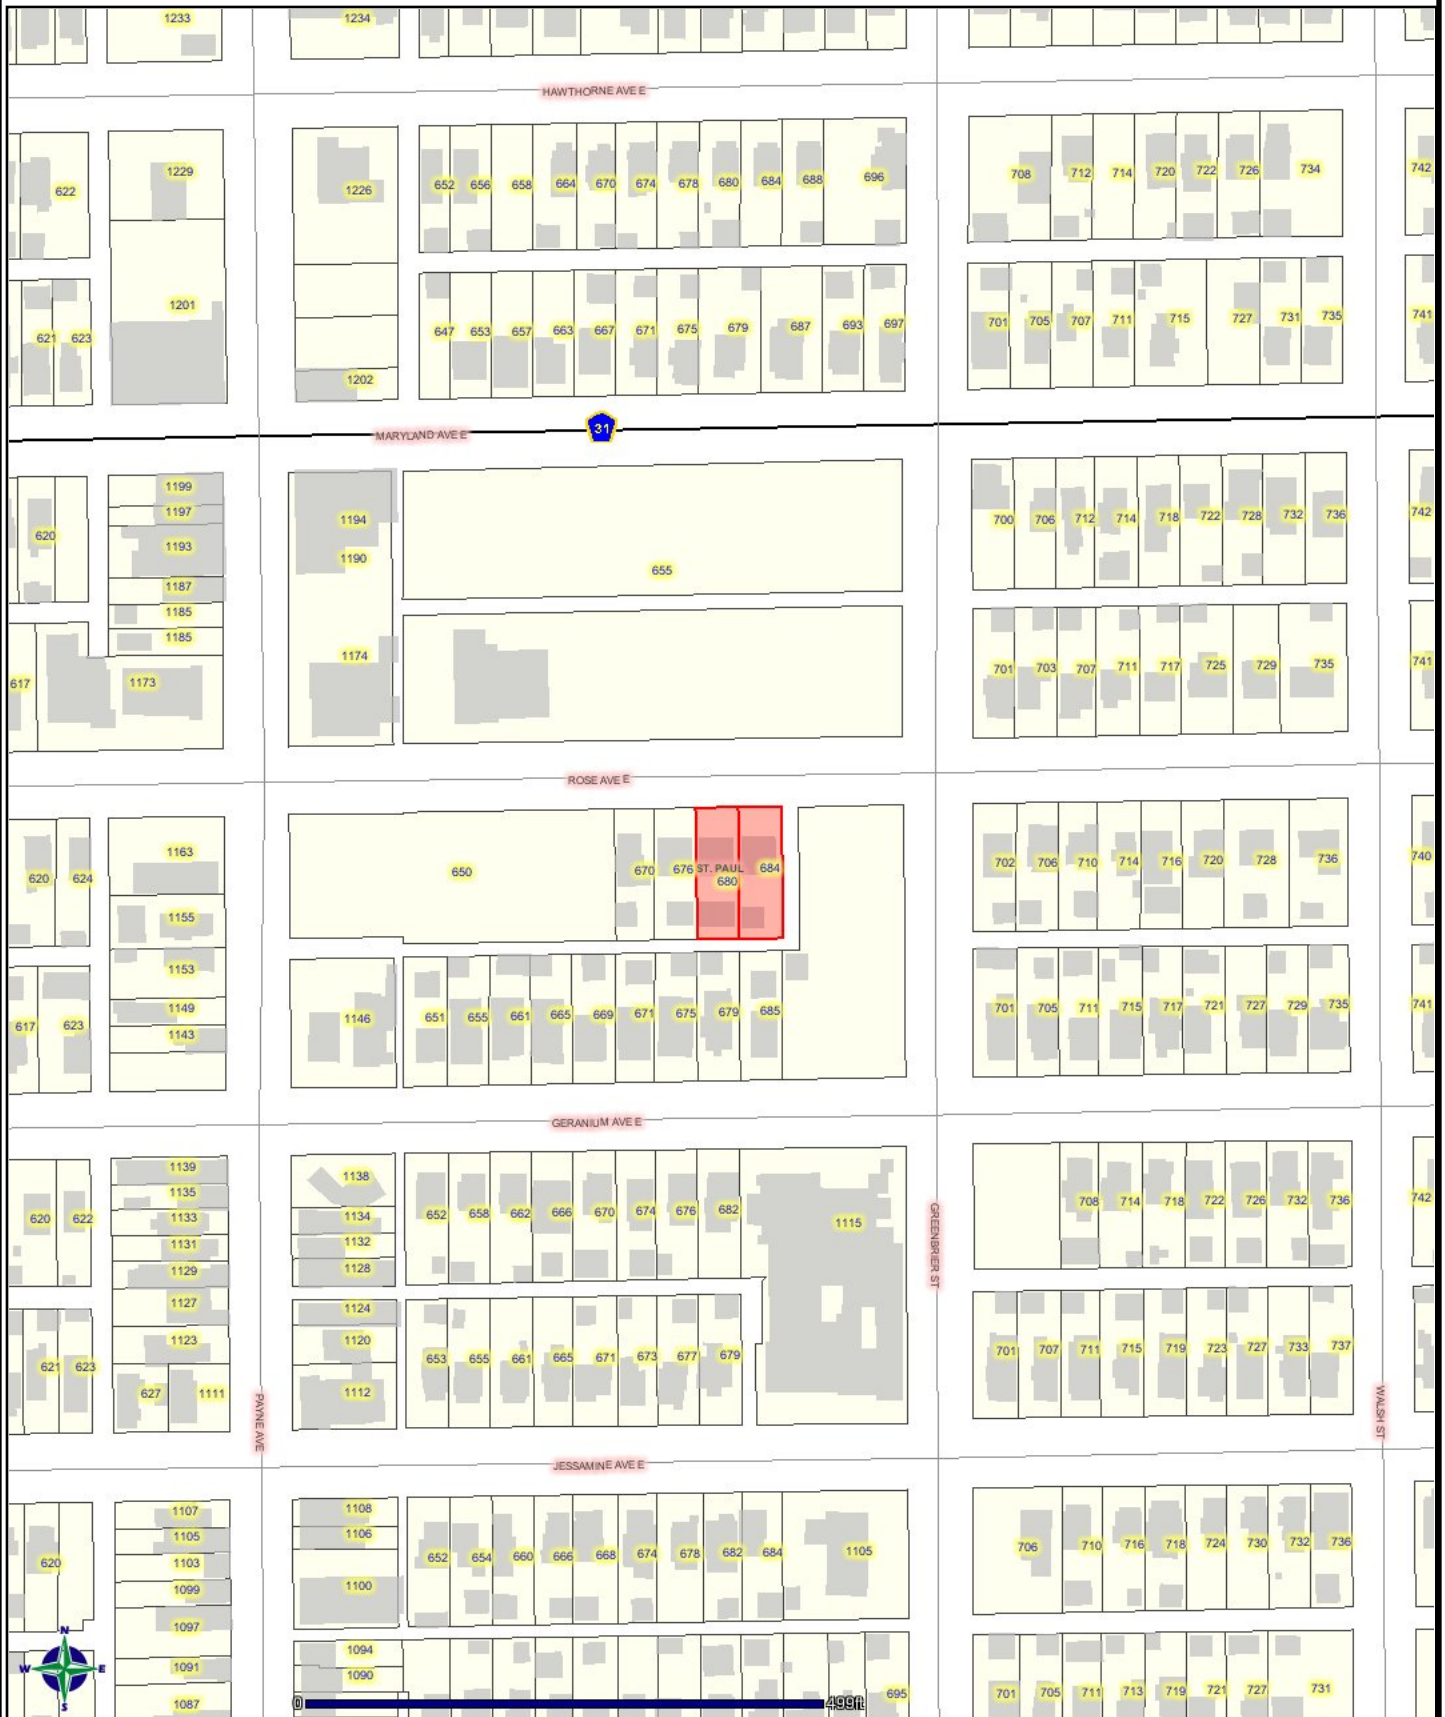 1233 1234
HAWTHORNE AVE E
622 1229 1226 652 656 658 664 670 674 678 680 684 688 696 708 712 714 720 722 726 734 742
1201
621 623 1202 647 653 657 663 667 671 675 679 687 693 697 701 705 707 711 715 727 731 735 741
31
MARYLAND AVE E
1199
1197
620 1193 1194 700 706 712 714 718 722 728 732 736 742
1190 655
1187
1185
1185
617 1173 1174 701 703 707 711 717 725 729 735 741
ROSE AVE E
620 624 1163 650 670 676 ST. PAUL 684 702 706 710 714 716 720 728 736 740
680
1155
1153
617 623 1149 1146 651 655 661 665 669 671 675 679 685 701 705 711 715 717 721 727 729 735 741
1143
GERANIUM AVE E
1139 1138
1135
620 622 1133 1134 652 658 662 666 670 674 676 682 1115 708 714 718 722 726 732 736 742
1131 1132
1129 1128
GREENBRIER ST
1127 1124
1123 1120
621 623 653 655 661 665 671 673 677 679 701 707 711 715 719 723 727 733 737
627 1111 1112
PAYNE AVE
WALSH ST
JESSAMINE AVE E
1107 1108
1105 1106
620 1103 652 654 660 666 668 674 678 682 684 1105 706 710 716 718 724 730 732 736
1099 1100
1097
N
1091 1094
W E
1090
S
1087 695 701 705 711 713 719 721 727 731
0 499ft